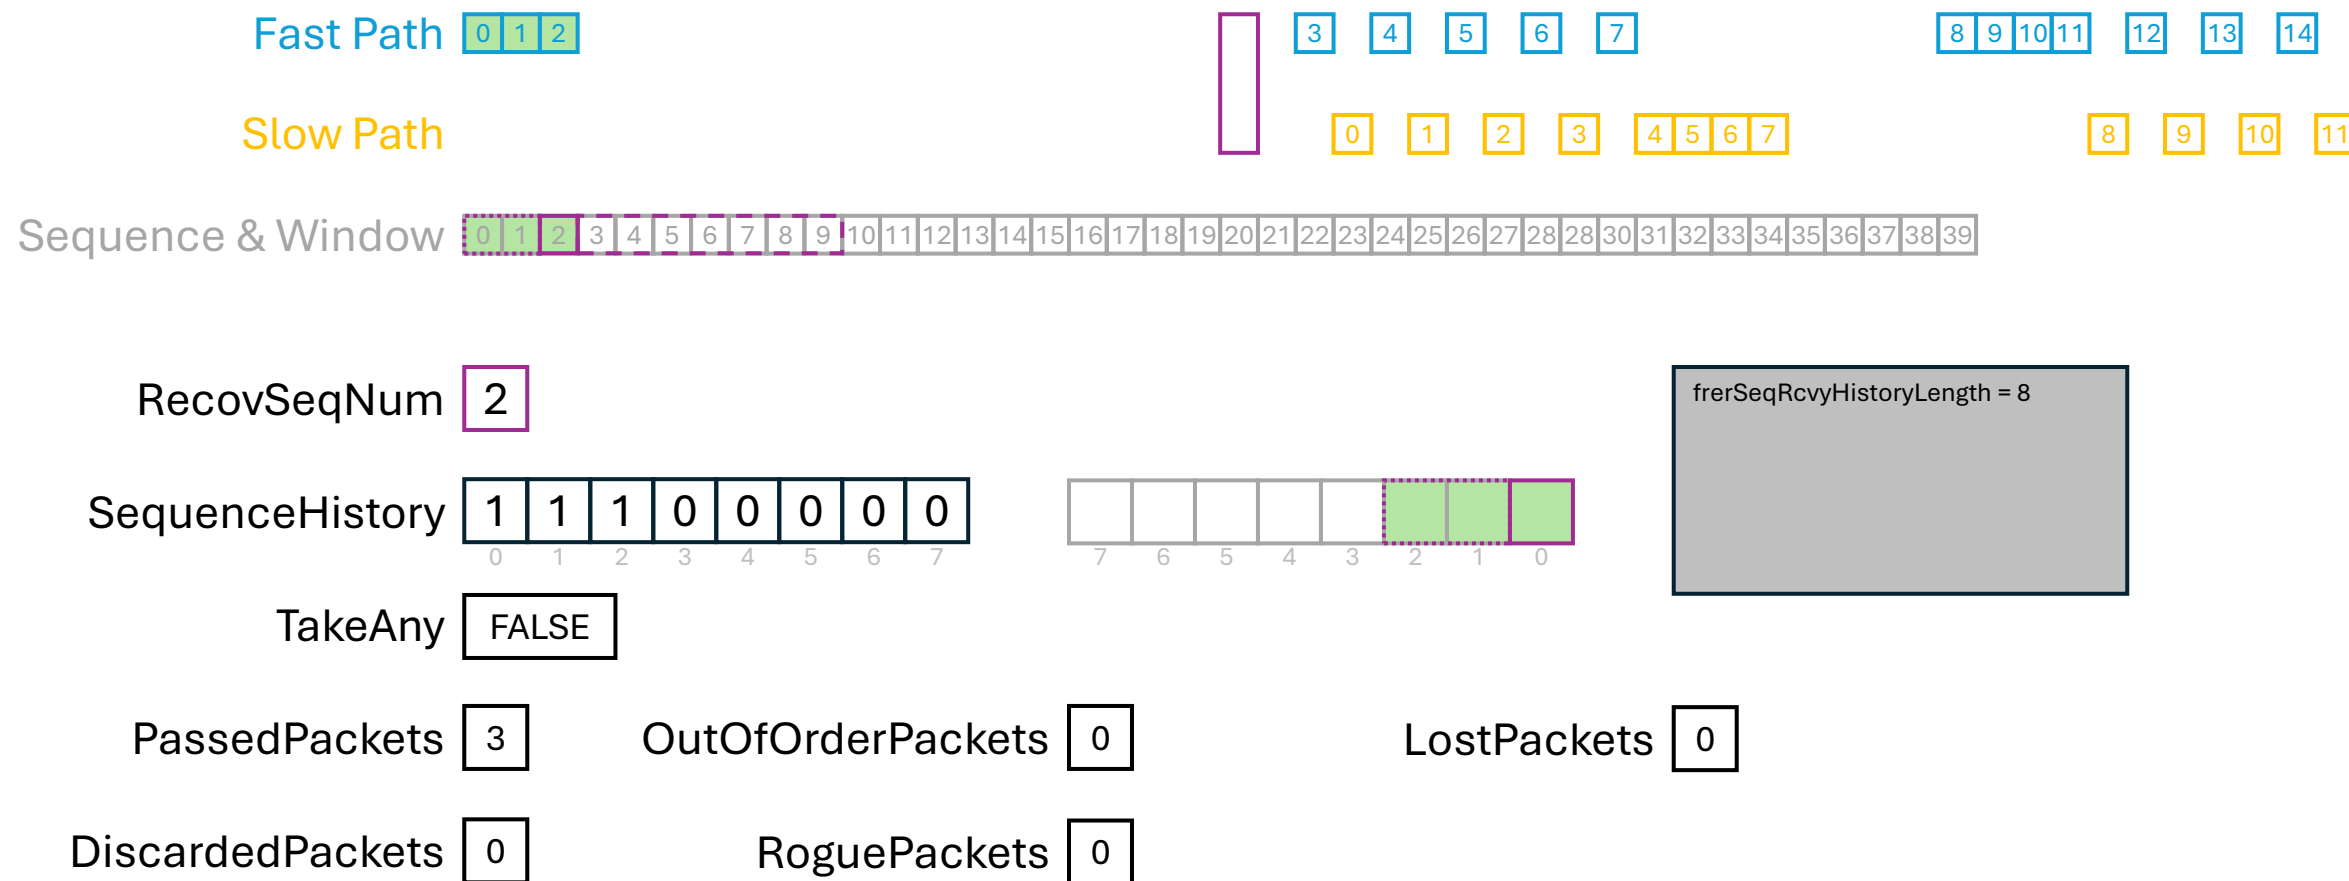 Fast Path 0 1 2 3 4 5 6 7 8 9 10 11 12 13 14
Slow Path 0 1 2 3 4 5 6 7 8 9 10 11
Sequence & Window 0 1 2 3 4 5 6 7 8 9 10 11 12 13 14 15 16 17 18 19 20 21 22 23 24 25 26 27 28 28 30 31 32 33 34 35 36 37 38 39
RecovSeqNum 2 frerSeqRcvyHistoryLength = 8
SequenceHistory 1 1 1 0 0 0 0 0
0 1 2 3 4 5 6 7 7 6 5 4 3 2 1 0
TakeAny FALSE
PassedPackets 3 OutOfOrderPackets 0 LostPackets 0
DiscardedPackets 0 RoguePackets 0